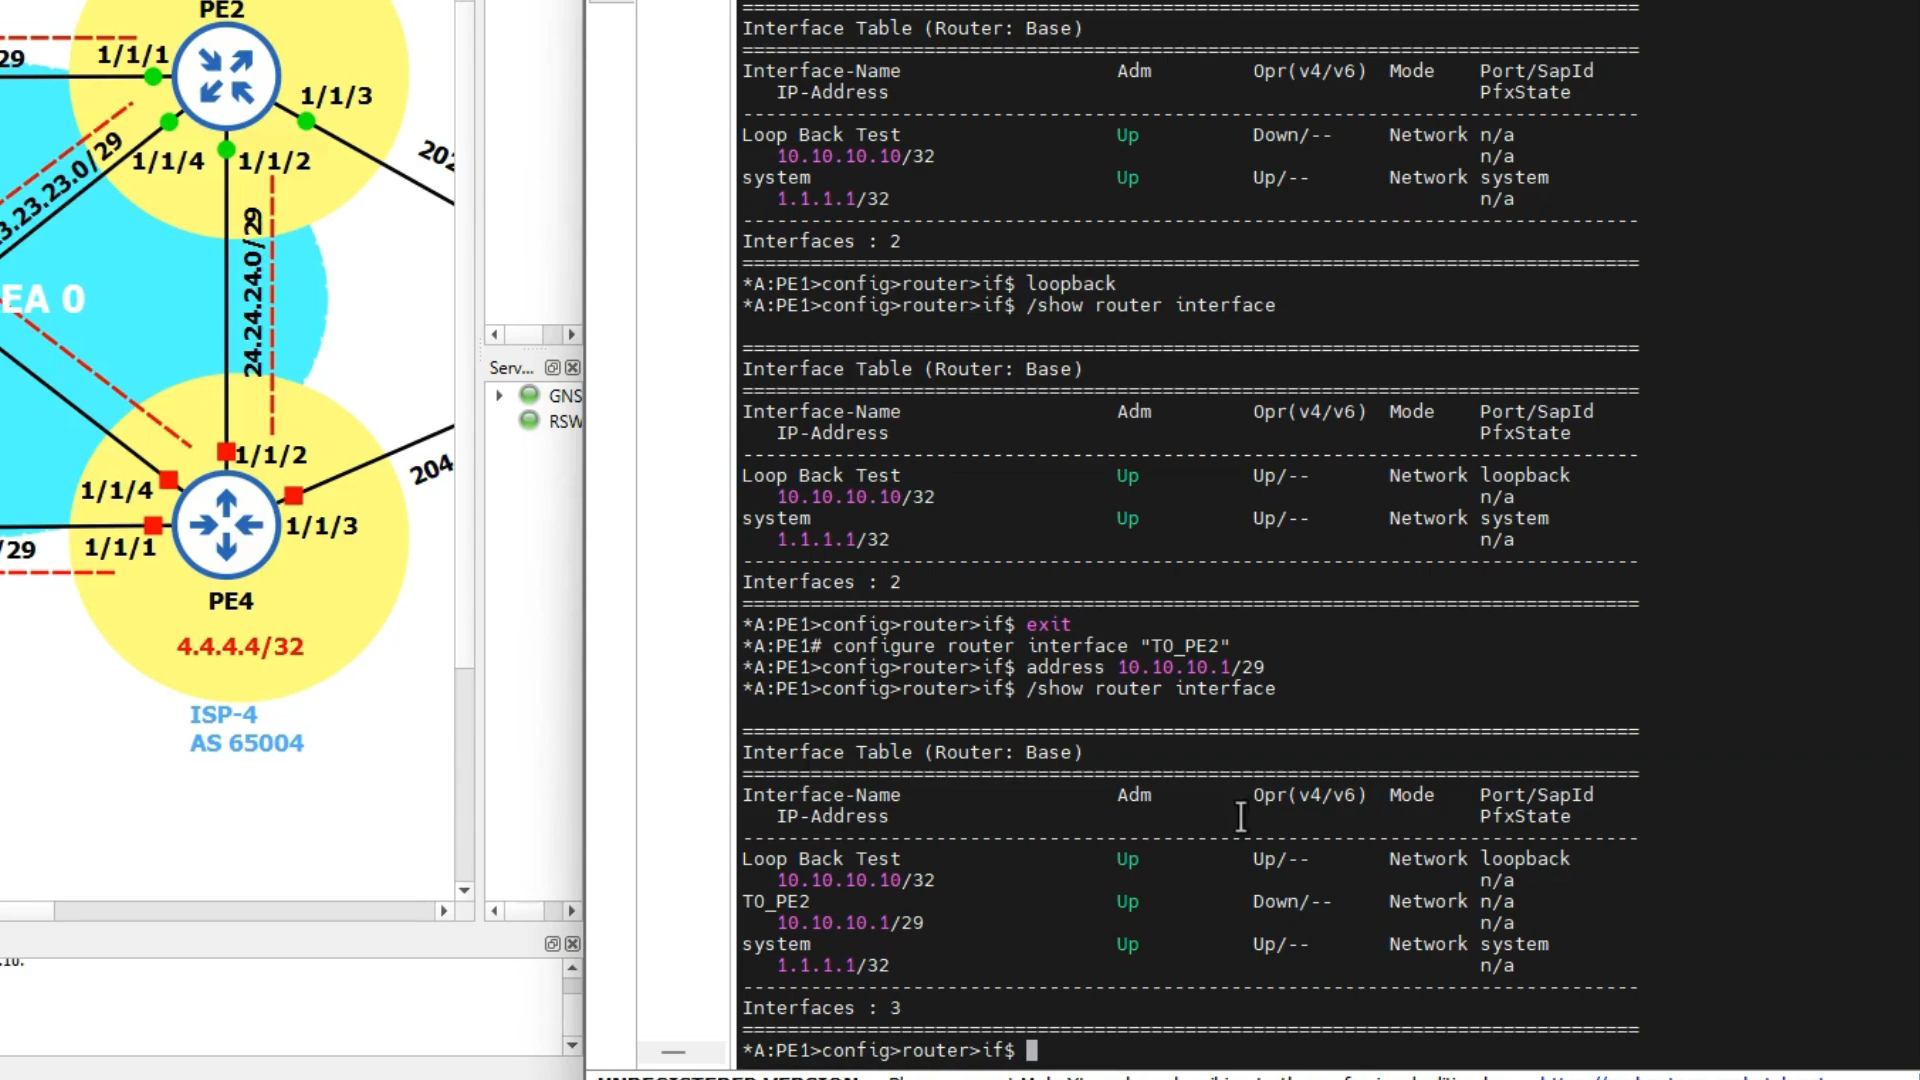 PE2
29
1/1/1
1/1/3
1/1/4
1/1/2
3.23.23.0/29
24.24.24.0/29
EA 0
1/1/2
204
1/1/4
1/1/3
/29
1/1/1
PE4
4.4.4.4/32
ISP-4
AS 65004
Serv...
GNS
RSW
Interface Table (Router: Base)
Interface-Name Adm Opr(v4/v6) Mode Port/SapId
IP-Address PfxState
Loop Back Test Up Down/-- Network n/a
10.10.10.10/32 n/a
system Up Up/-- Network system
1.1.1.1/32 n/a
Interfaces : 2
*A:PE1>config>router>if$ loopback
*A:PE1>config>router>if$ /show router interface
Interface Table (Router: Base)
Interface-Name Adm Opr(v4/v6) Mode Port/SapId
IP-Address PfxState
Loop Back Test Up Up/-- Network loopback
10.10.10.10/32 n/a
system Up Up/-- Network system
1.1.1.1/32 n/a
Interfaces : 2
*A:PE1>config>router>if$ exit
*A:PE1# configure router interface "TO_PE2"
*A:PE1>config>router>if$ address 10.10.10.1/29
*A:PE1>config>router>if$ /show router interface
Interface Table (Router: Base)
Interface-Name Adm Opr(v4/v6) Mode Port/SapId
IP-Address PfxState
Loop Back Test Up Up/-- Network loopback
10.10.10.10/32 n/a
TO_PE2 Up Down/-- Network n/a
10.10.10.1/29 n/a
system Up Up/-- Network system
1.1.1.1/32 n/a
Interfaces : 3
*A:PE1>config>router>if$